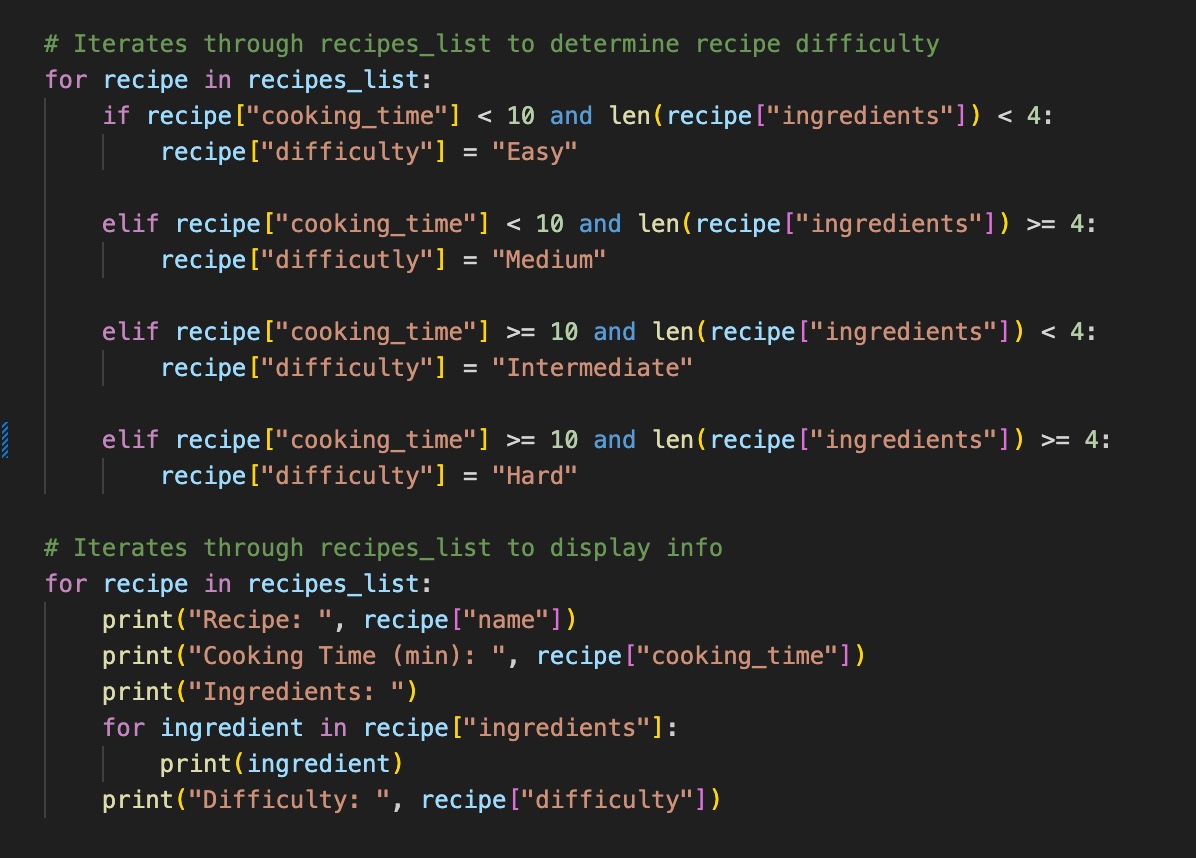 # Iterates through recipes_list to determine recipe difficulty
for recipe in recipes_list:
    if recipe["cooking_time"] < 10 and len(recipe["ingredients"]) < 4:
        recipe["difficulty"] = "Easy"

    elif recipe["cooking_time"] < 10 and len(recipe["ingredients"]) >= 4:
        recipe["difficutly"] = "Medium"

    elif recipe["cooking_time"] >= 10 and len(recipe["ingredients"]) < 4:
        recipe["difficulty"] = "Intermediate"

    elif recipe["cooking_time"] >= 10 and len(recipe["ingredients"]) >= 4:
        recipe["difficulty"] = "Hard"

# Iterates through recipes_list to display info
for recipe in recipes_list:
    print("Recipe: ", recipe["name"])
    print("Cooking Time (min): ", recipe["cooking_time"])
    print("Ingredients: ")
    for ingredient in recipe["ingredients"]:
        print(ingredient)
    print("Difficulty: ", recipe["difficulty"])